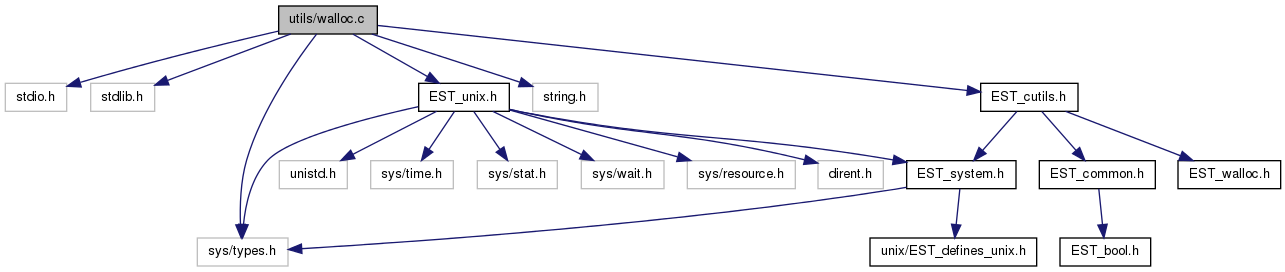 utils/walloc.c
stdio.h
stdlib.h
EST_unix.h
string.h
EST_cutils.h
unistd.h
sys/time.h
sys/stat.h
sys/wait.h
sys/resource.h
dirent.h
EST_system.h
EST_common.h
EST_walloc.h
sys/types.h
unix/EST_defines_unix.h
EST_bool.h